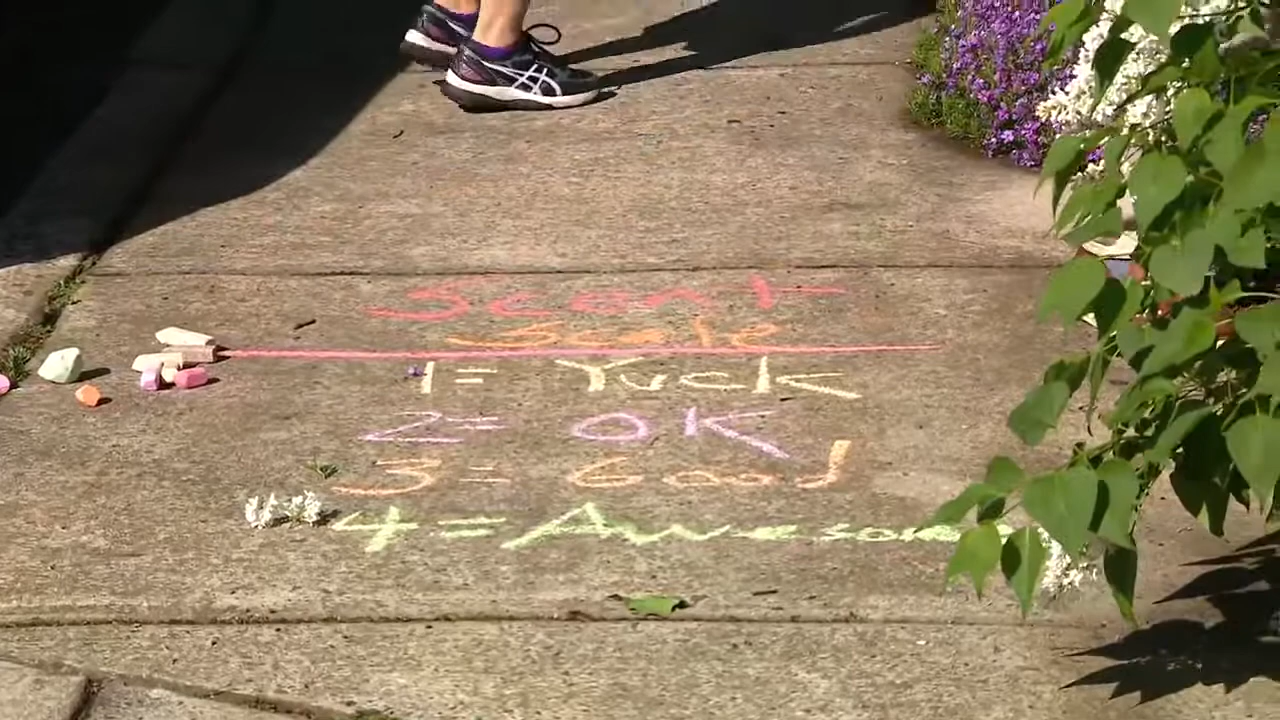 Scent
Scale
1= Yuck
2= OK
3= Good
4= Awesome